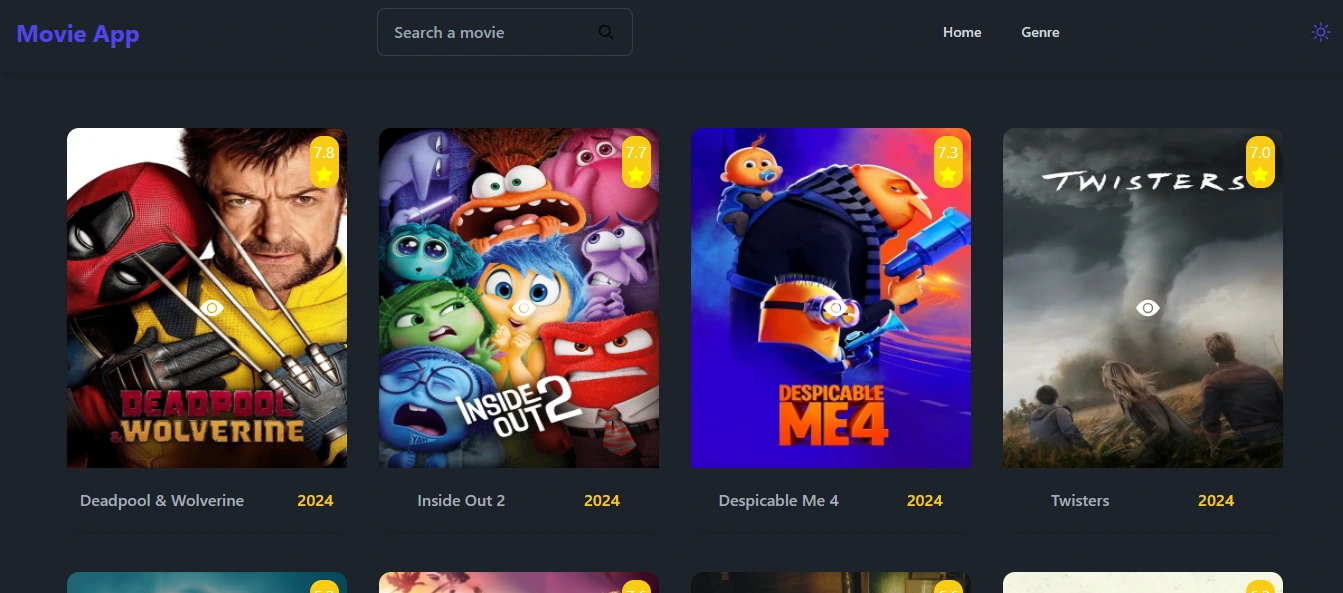 Movie App
Search a movie
Home
Genre
7.8
7.7
7.3
7.0
TWISTERS
DEADPOOL
& WOLVERINE
INSIDE
OUT 2
DESPICABLE
ME 4
Deadpool & Wolverine 2024
Inside Out 2 2024
Despicable Me 4 2024
Twisters 2024